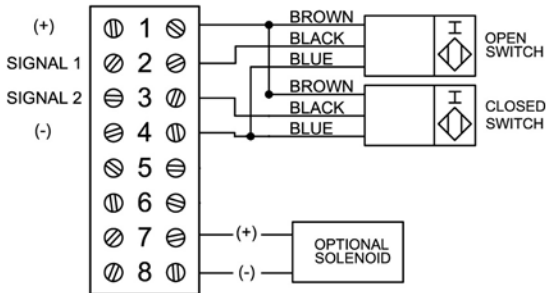 (+)
SIGNAL 1
SIGNAL 2
(-)
1
2
3
4
5
6
7
8
BROWN
BLACK
BLUE
OPEN
SWITCH
BROWN
BLACK
BLUE
CLOSED
SWITCH
(+)
(-)
OPTIONAL
SOLENOID